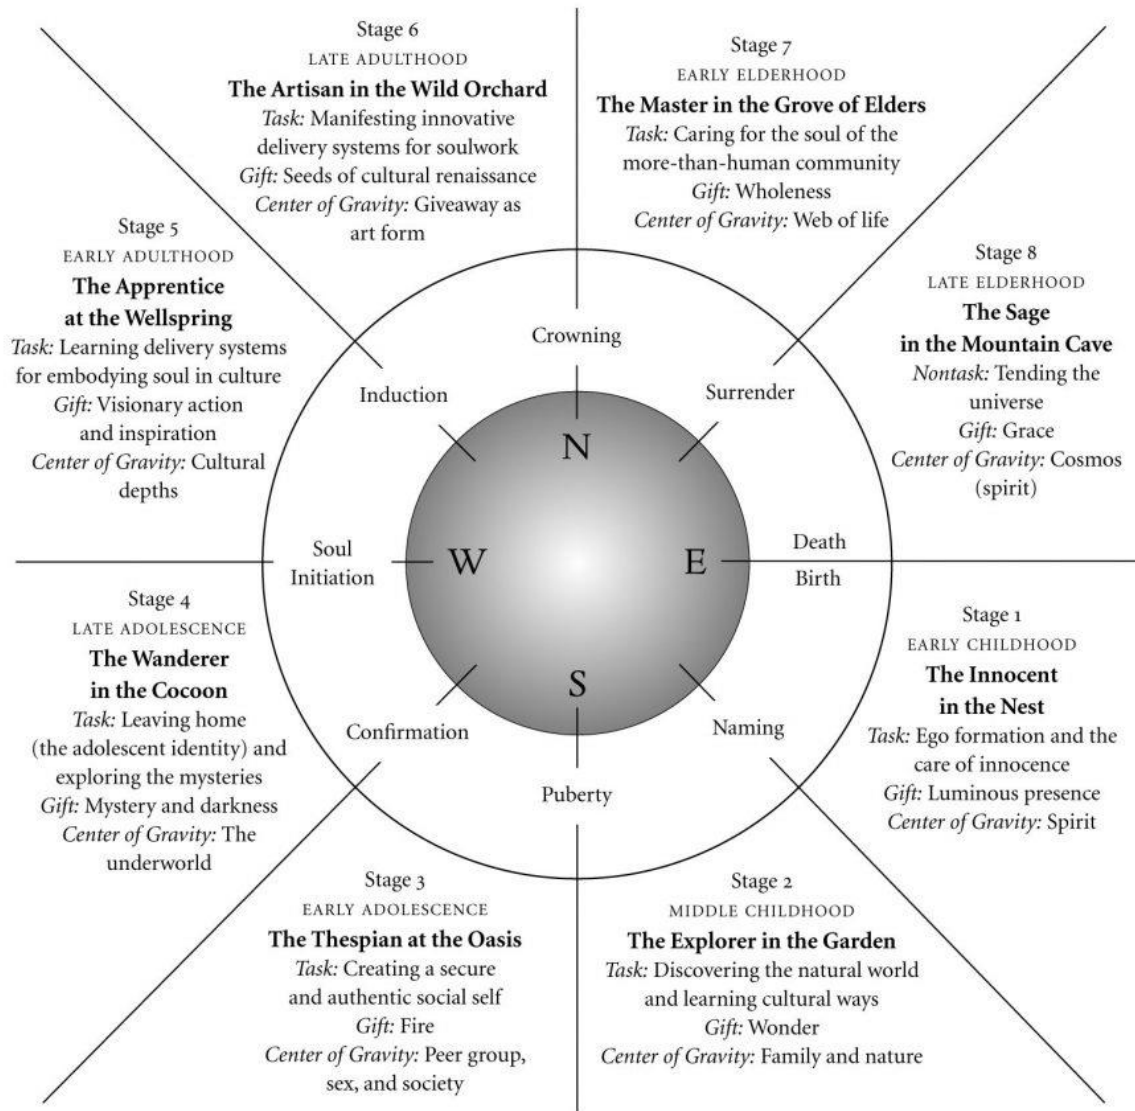 Stage 6
LATE ADULTHOOD
The Artisan in the Wild Orchard
Task: Manifesting innovative
delivery systems for soulwork
Gift: Seeds of cultural renaissance
Center of Gravity: Giveaway as
art form
Stage 7
EARLY ELDERHOOD
The Master in the Grove of Elders
Task: Caring for the soul of the
more-than-human community
Gift: Wholeness
Center of Gravity: Web of life
Stage 5
EARLY ADULTHOOD
The Apprentice
at the Wellspring
Task: Learning delivery systems
for embodying soul in culture
Gift: Visionary action
and inspiration
Center of Gravity: Cultural
depths
Stage 8
LATE ELDERHOOD
The Sage
in the Mountain Cave
Nontask: Tending the
universe
Gift: Grace
Center of Gravity: Cosmos
(spirit)
Crowning
Induction
Surrender
N
Soul
Initiation
W
E
Death
Birth
S
Confirmation
Naming
Puberty
Stage 4
LATE ADOLESCENCE
The Wanderer
in the Cocoon
Task: Leaving home
(the adolescent identity) and
exploring the mysteries
Gift: Mystery and darkness
Center of Gravity: The
underworld
Stage 1
EARLY CHILDHOOD
The Innocent
in the Nest
Task: Ego formation and the
care of innocence
Gift: Luminous presence
Center of Gravity: Spirit
Stage 3
EARLY ADOLESCENCE
The Thespian at the Oasis
Task: Creating a secure
and authentic social self
Gift: Fire
Center of Gravity: Peer group,
sex, and society
Stage 2
MIDDLE CHILDHOOD
The Explorer in the Garden
Task: Discovering the natural world
and learning cultural ways
Gift: Wonder
Center of Gravity: Family and nature